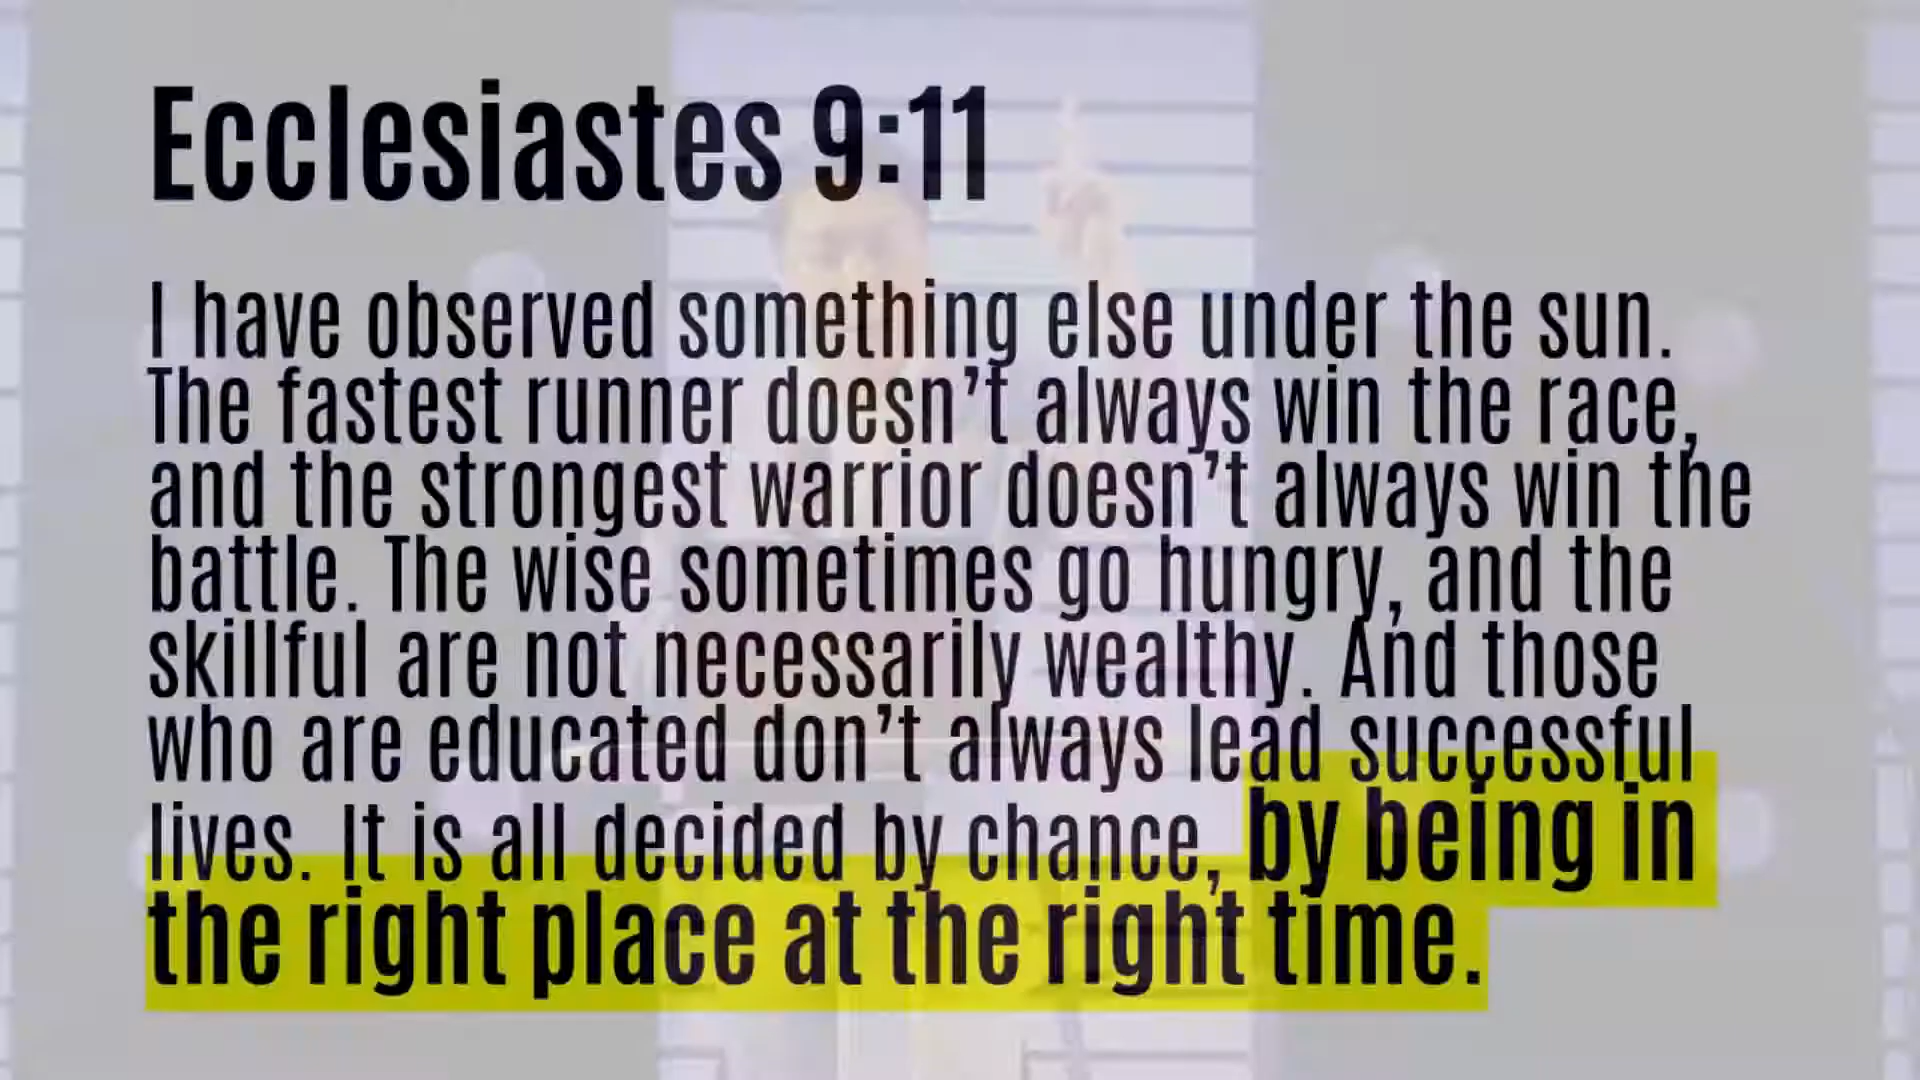 Ecclesiastes 9:11
I have observed something else under the sun.
The fastest runner doesn’t always win the race,
and the strongest warrior doesn’t always win the
battle. The wise sometimes go hungry, and the
skillful are not necessarily wealthy. And those
who are educated don’t always lead successful
lives. It is all decided by chance, by being in
the right place at the right time.